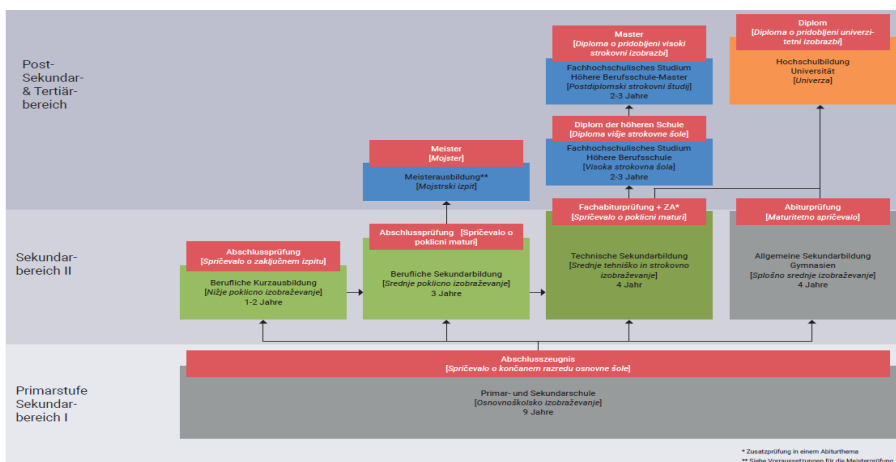 Post-
Sekundar-
& Tertiär-
bereich
Master
[Diploma o pridobljeni visoki
strokovni izobrazbi]
Fachhochschulisches Studium
Höhere Berufsschule-Master
[Postdiplomski strokovni študij]
2-3 Jahre
Diplom
[Diploma o pridobljeni univerzi-
tetni izobrazbi]
Hochschulbildung
Universität
[Univerza]
Diplom der höheren Schule
[Diploma višje strokovne šole]
Fachhochschulisches Studium
Höhere Berufsschule
[Visoka strokovna šola]
2-3 Jahre
Meister
[Mojster]
Meisterausbildung**
[Mojstrski izpit]
Sekundar-
bereich II
Abschlussprüfung
[Spričevalo o zaključnem izpitu]
Berufliche Kurzausbildung
[Nižje poklicno izobraževanje]
1-2 Jahre
Abschlussprüfung [Spričevalo o
poklicni maturi]
Berufliche Sekundarbildung
[Srednje poklicno izobraževanje]
3 Jahre
Fachabiturprüfung + ZA*
[Spričevalo o poklicni maturi]
Technische Sekundarbildung
[Srednje tehniško in strokovno
izobraževanje]
4 Jahr
Abiturprüfung
[Maturitetno spričevalo]
Allgemeine Sekundarbildung
Gymnasien
[Splošno srednje izobraževanje]
4 Jahre
Primarstufe
Sekundar-
bereich I
Abschlusszeugnis
[Spričevalo o končanem razredu osnovne šole]
Primar- und Sekundarschule
[Osnovnošolsko izobraževanje]
9 Jahre
* Zusatzprüfung in einem Abiturthema
** Siehe Vorraussetzungen für die Meisterprüfung